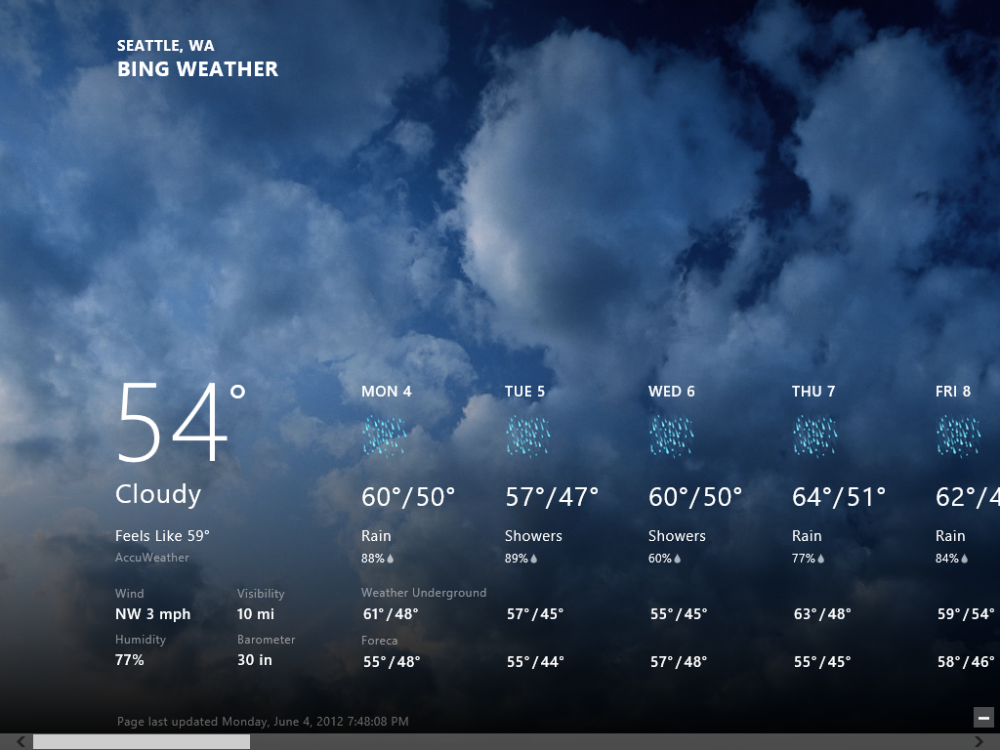 SEATTLE, WA
BING WEATHER
54°
Cloudy
Feels Like 59°
AccuWeather
Wind Visibility
NW 3 mph 10 mi
Humidity Barometer
77% 30 in
MON 4 TUE 5 WED 6 THU 7 FRI 8
60°/50° 57°/47° 60°/50° 64°/51° 62°/4
Rain Showers Showers Rain Rain
88% 89% 60% 77% 84%
Weather Underground
61°/48° 57°/45° 55°/45° 63°/48° 59°/54°
Foreca
55°/48° 55°/44° 57°/48° 55°/45° 58°/46°
Page last updated Monday, June 4, 2012 7:48:08 PM